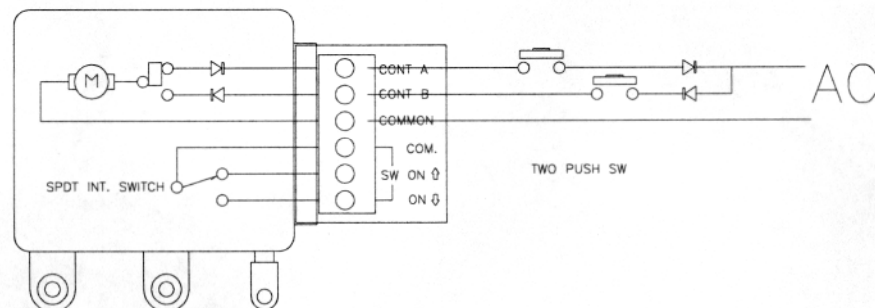 M
CONT A
CONT B
AC
COMMON
COM.
SPDT INT. SWITCH
SW ON ⇧
TWO PUSH SW
ON ⇩